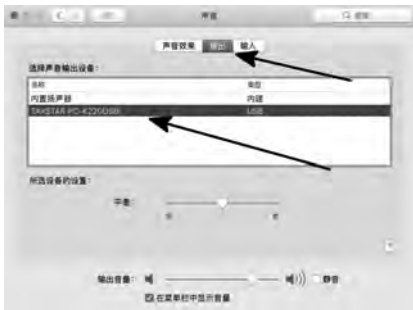 声音
搜索
声音效果 输出 输入
选择声音输出设备：
名称 类型
内置扬声器 内建
TAKSTAR PC-K220USB USB
所选设备的设置：
平衡：
左 右
输出音量： 静音
在菜单栏中显示音量